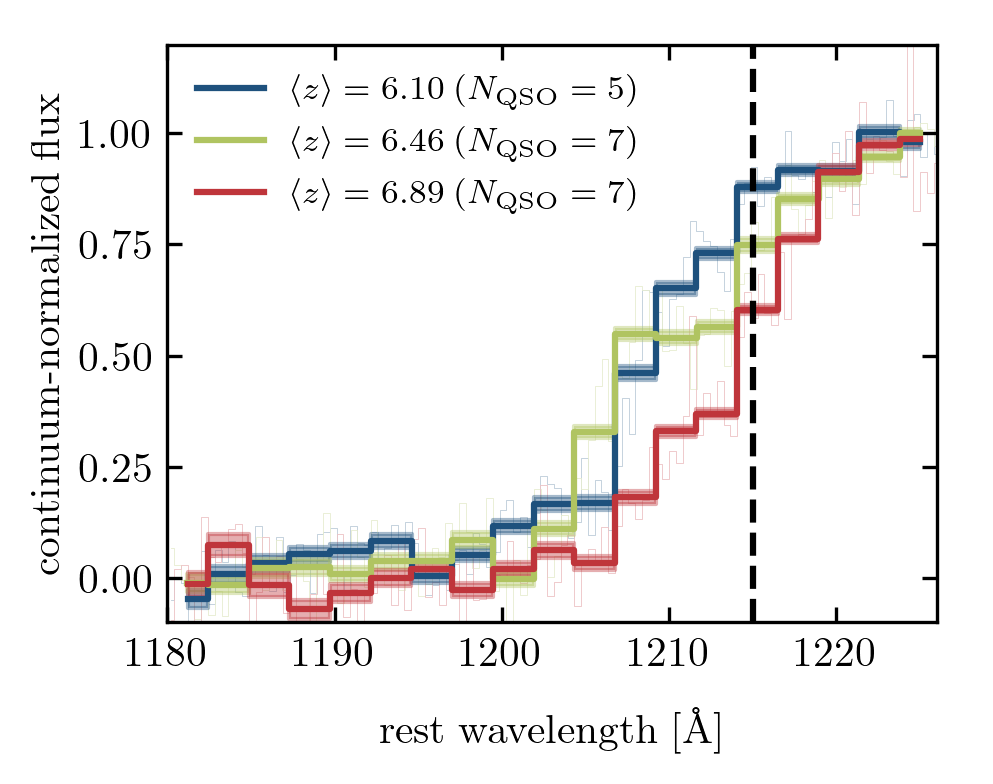 ⟨z⟩ = 6.10 (N_QSO = 5)
⟨z⟩ = 6.46 (N_QSO = 7)
⟨z⟩ = 6.89 (N_QSO = 7)
continuum-normalized flux
1.00
0.75
0.50
0.25
0.00
1180 1190 1200 1210 1220
rest wavelength [Å]